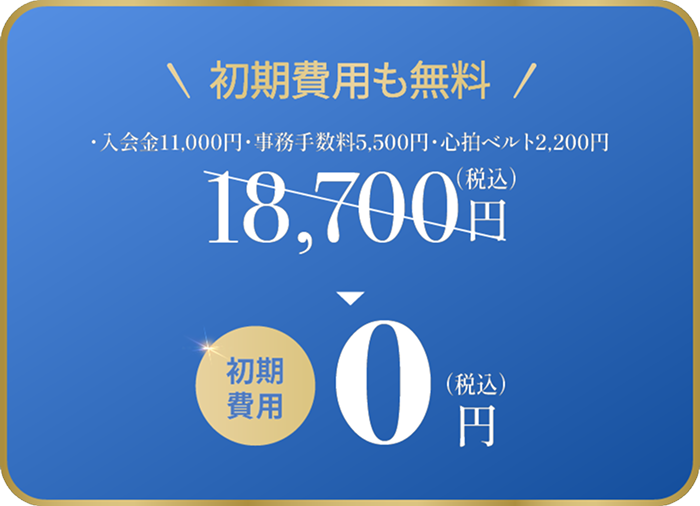 \ 初期費用も無料 /
・入会金11,000円・事務手数料5,500円・心拍ベルト2,200円
18,700円(税込)
初期
費用
0円(税込)